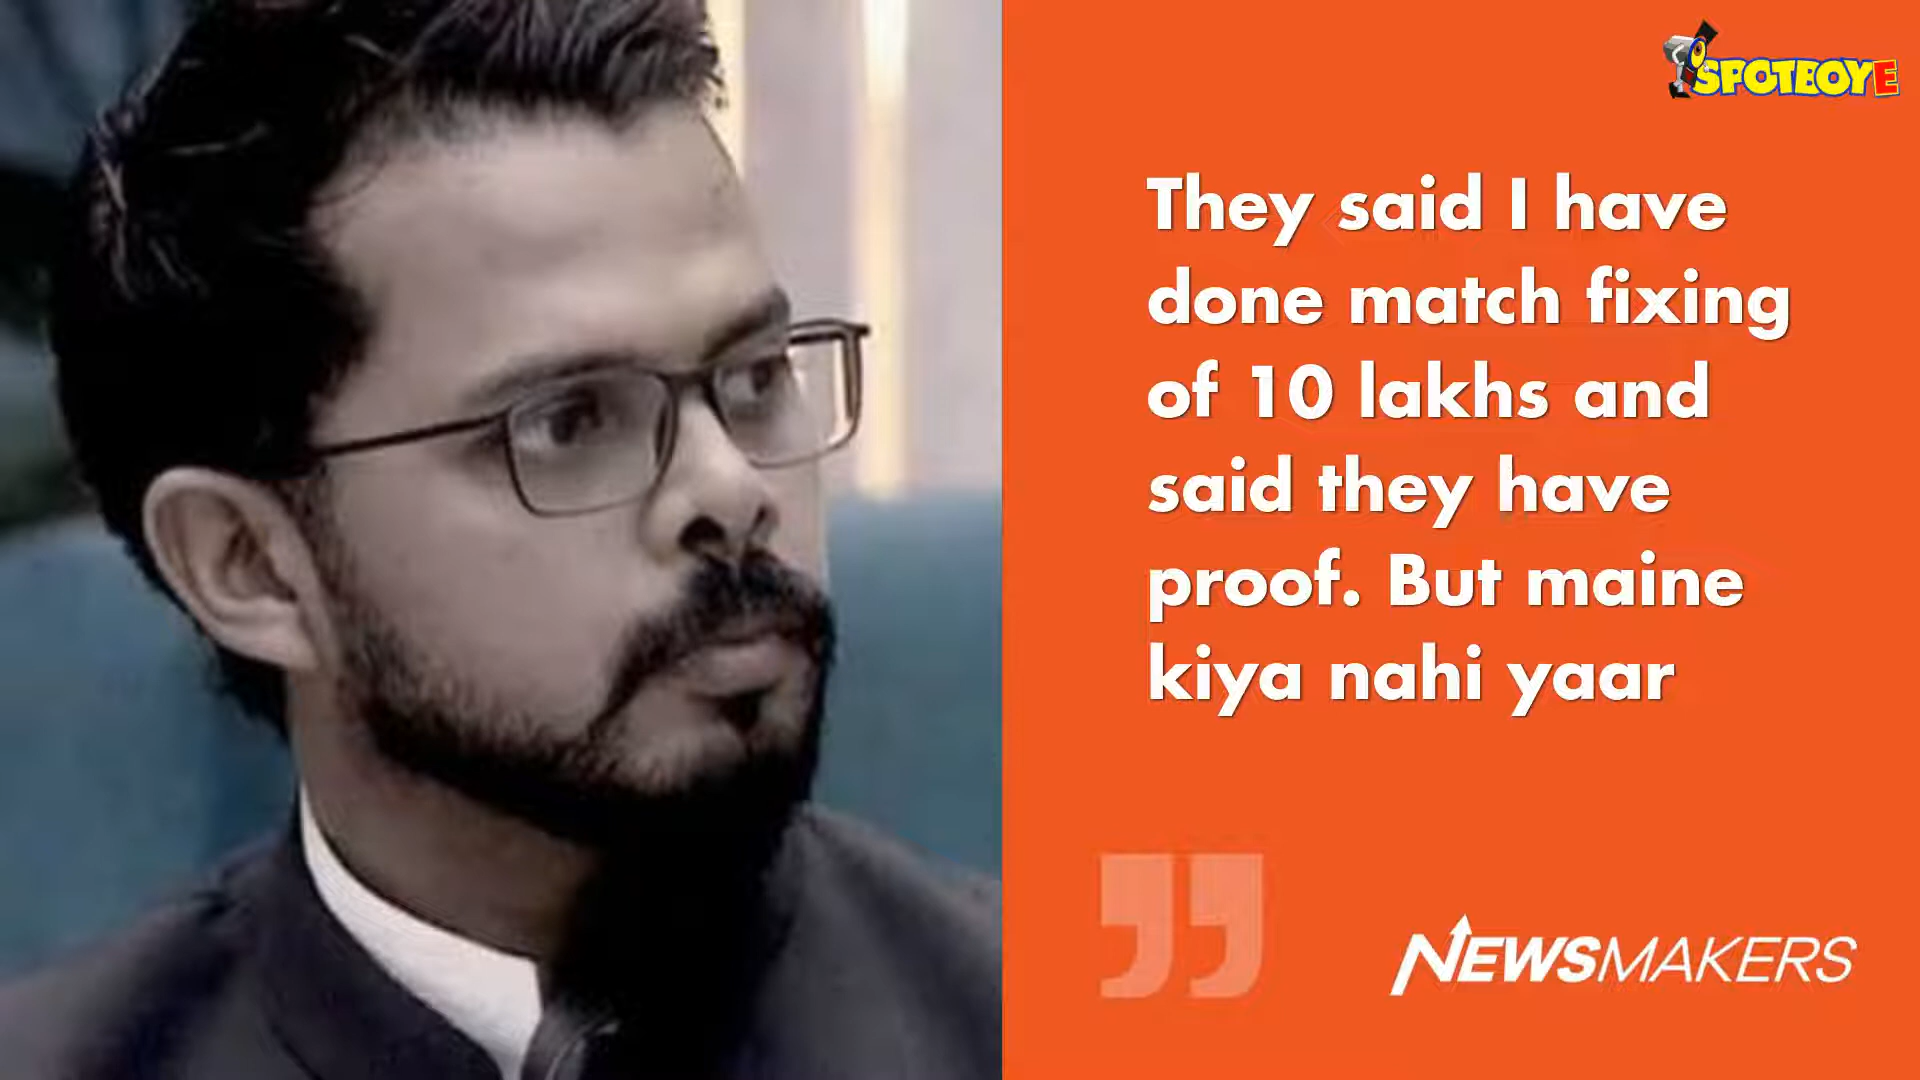 SPOTBOYE
They said I have
done match fixing
of 10 lakhs and
said they have
proof. But maine
kiya nahi yaar
”
NEWSMAKERS